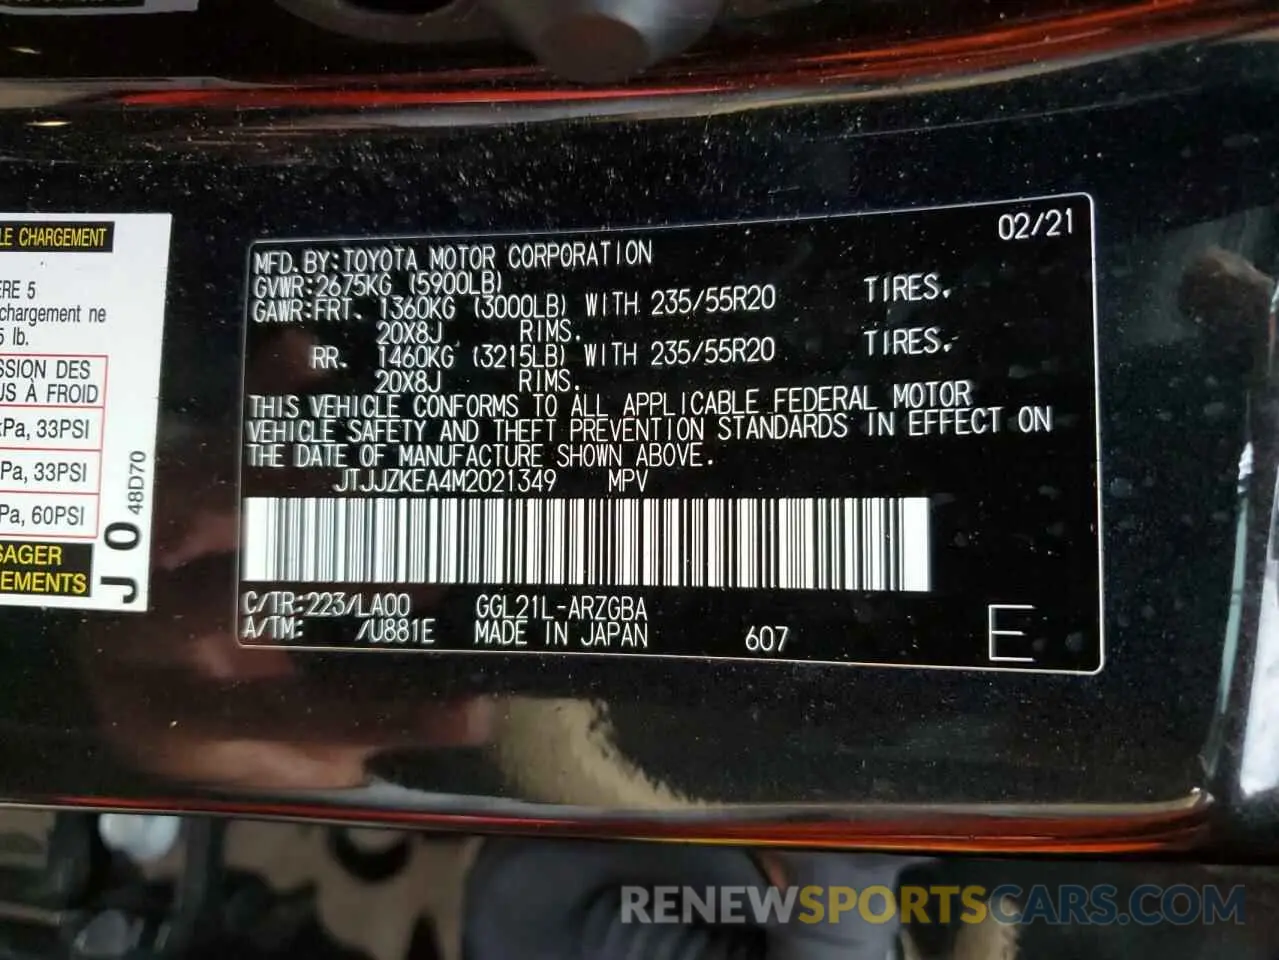 LE CHARGEMENT
ÈRE 5
chargement ne
5 lb.
SSION DES
US À FROID
kPa, 33PSI
Pa, 33PSI
Pa, 60PSI
SAGER
EMENTS
J 0 48D70
02/21
MFD. BY: TOYOTA MOTOR CORPORATION
GVWR: 2675KG (5900LB)
GAWR: FRT. 1360KG (3000LB) WITH 235/55R20 TIRES.
20X8J RIMS.
RR. 1460KG (3215LB) WITH 235/55R20 TIRES.
20X8J RIMS.
THIS VEHICLE CONFORMS TO ALL APPLICABLE FEDERAL MOTOR
VEHICLE SAFETY AND THEFT PREVENTION STANDARDS IN EFFECT ON
THE DATE OF MANUFACTURE SHOWN ABOVE.
JTJJZKEA4M2021349 MPV
C/TR: 223/LA00 GGL21L-ARZGBA
A/TM: /U881E MADE IN JAPAN 607 E
RENEWSPORTSCARS.COM